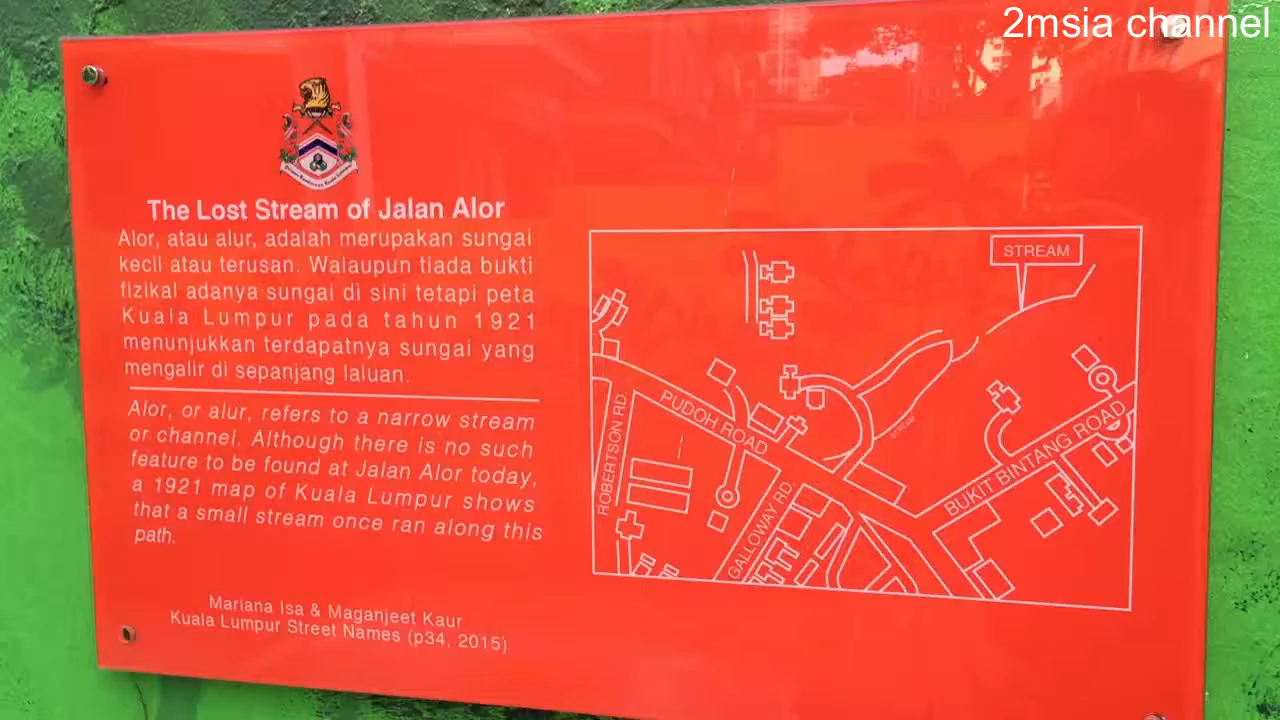 2msia channel
The Lost Stream of Jalan Alor
Alor, atau alur, adalah merupakan sungai
kecil atau terusan. Walaupun tiada bukti
fizikal adanya sungai di sini tetapi peta
Kuala Lumpur pada tahun 1921
menunjukkan terdapatnya sungai yang
mengalir di sepanjang laluan.
Alor, or alur, refers to a narrow stream
or channel. Although there is no such
feature to be found at Jalan Alor today,
a 1921 map of Kuala Lumpur shows
that a small stream once ran along this
path.
Mariana Isa & Maganjeet Kaur
Kuala Lumpur Street Names (p34, 2015)
STREAM
STREAM
PUDOH ROAD
ROBERTSON RD.
GALLOWAY RD.
BUKIT BINTANG ROAD